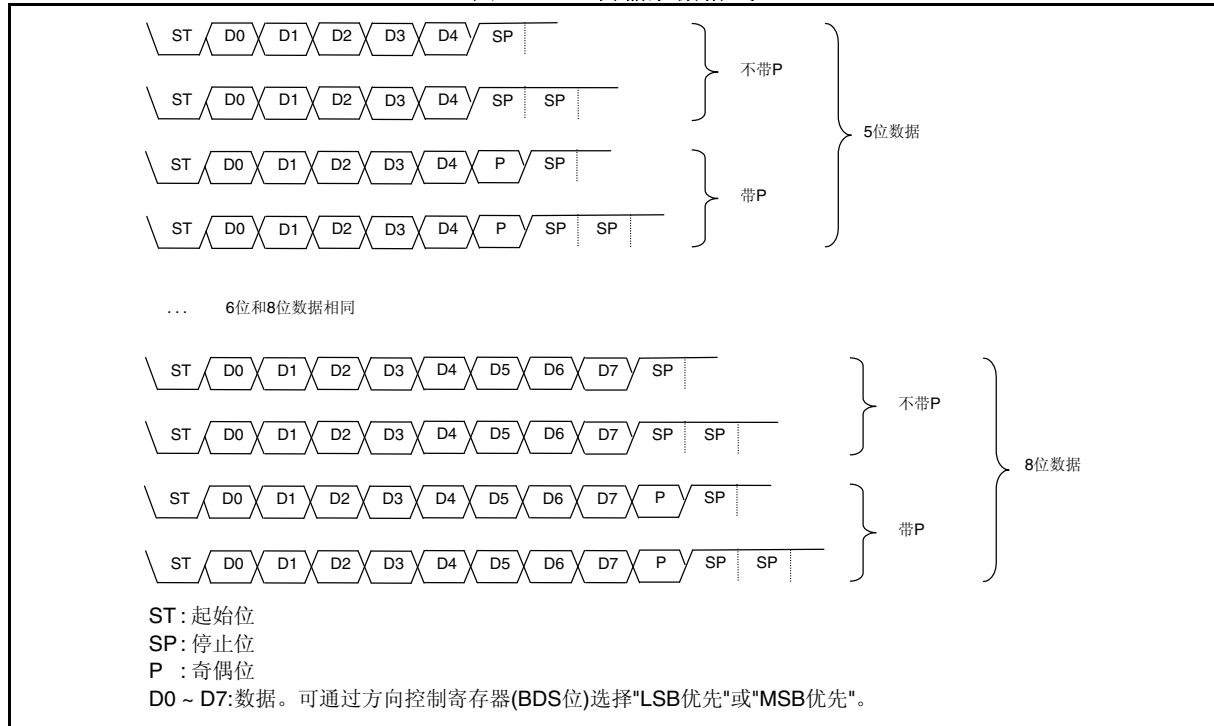 ST D0 D1 D2 D3 D4 SP
不带P
ST D0 D1 D2 D3 D4 SP SP
5位数据
ST D0 D1 D2 D3 D4 P SP
带P
ST D0 D1 D2 D3 D4 P SP SP
... 6位和8位数据相同
ST D0 D1 D2 D3 D4 D5 D6 D7 SP
不带P
ST D0 D1 D2 D3 D4 D5 D6 D7 SP SP
8位数据
ST D0 D1 D2 D3 D4 D5 D6 D7 P SP
带P
ST D0 D1 D2 D3 D4 D5 D6 D7 P SP SP
ST : 起始位
SP : 停止位
P : 奇偶位
D0 ~ D7:数据。可通过方向控制寄存器(BDS位)选择"LSB优先"或"MSB优先"。